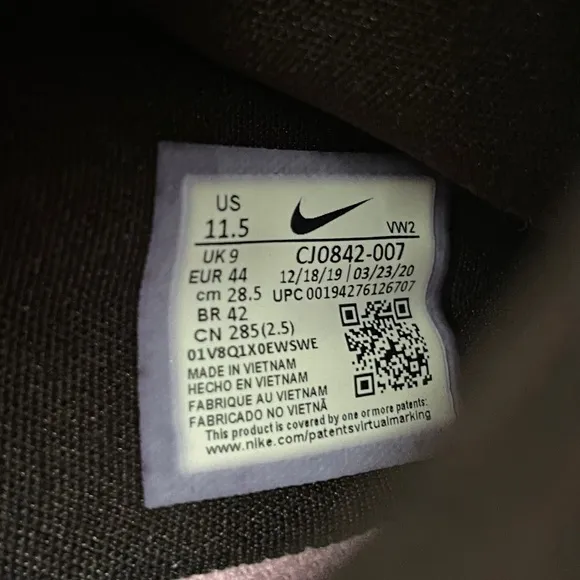 US
11.5
VW2
UK 9
CJ0842-007
EUR 44
12/18/19 | 03/23/20
cm 28.5
UPC 00194276126707
BR 42
CN 285(2.5)
01V8Q1X0EWSWE
MADE IN VIETNAM
HECHO EN VIETNAM
FABRIQUE AU VIETNAM
FABRICADO NO VIETNÃ
This product is covered by one or more patents:
www.nike.com/patentsvirtualmarking